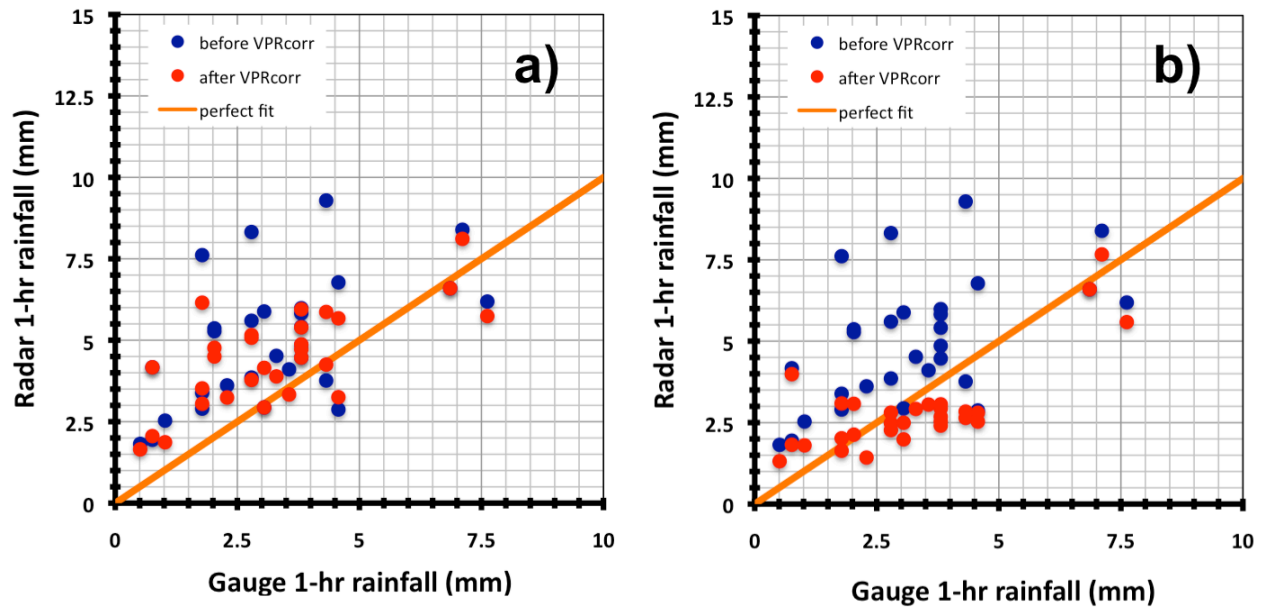 a)
before VPRcorr
after VPRcorr
perfect fit
15
12.5
10
7.5
5
2.5
0
0 2.5 5 7.5 10
Radar 1-hr rainfall (mm)
Gauge 1-hr rainfall (mm)
b)
before VPRcorr
after VPRcorr
perfect fit
15
12.5
10
7.5
5
2.5
0
0 2.5 5 7.5 10
Radar 1-hr rainfall (mm)
Gauge 1-hr rainfall (mm)